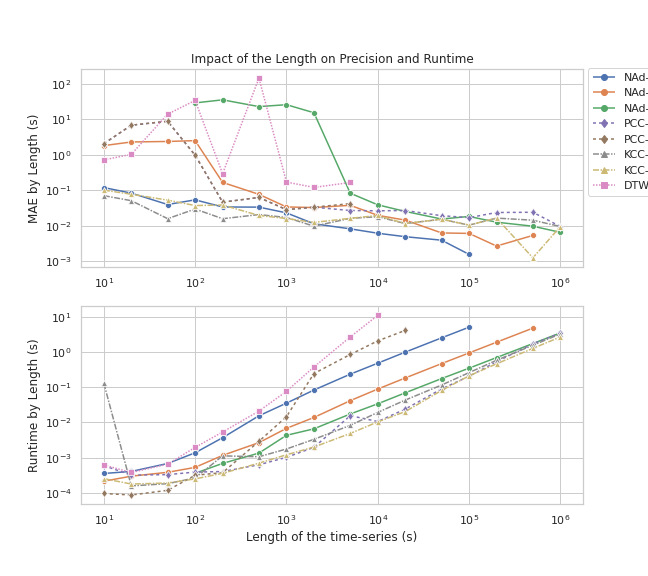 Impact of the Length on Precision and Runtime
MAE by Length (s)
10²
10¹
10⁰
10⁻¹
10⁻²
10⁻³
10¹ 10² 10³ 10⁴ 10⁵ 10⁶
NAd-
NAd-
NAd-
PCC-
PCC-
KCC-
KCC-
DTW
Runtime by Length (s)
10¹
10⁰
10⁻¹
10⁻²
10⁻³
10⁻⁴
10¹ 10² 10³ 10⁴ 10⁵ 10⁶
Length of the time-series (s)